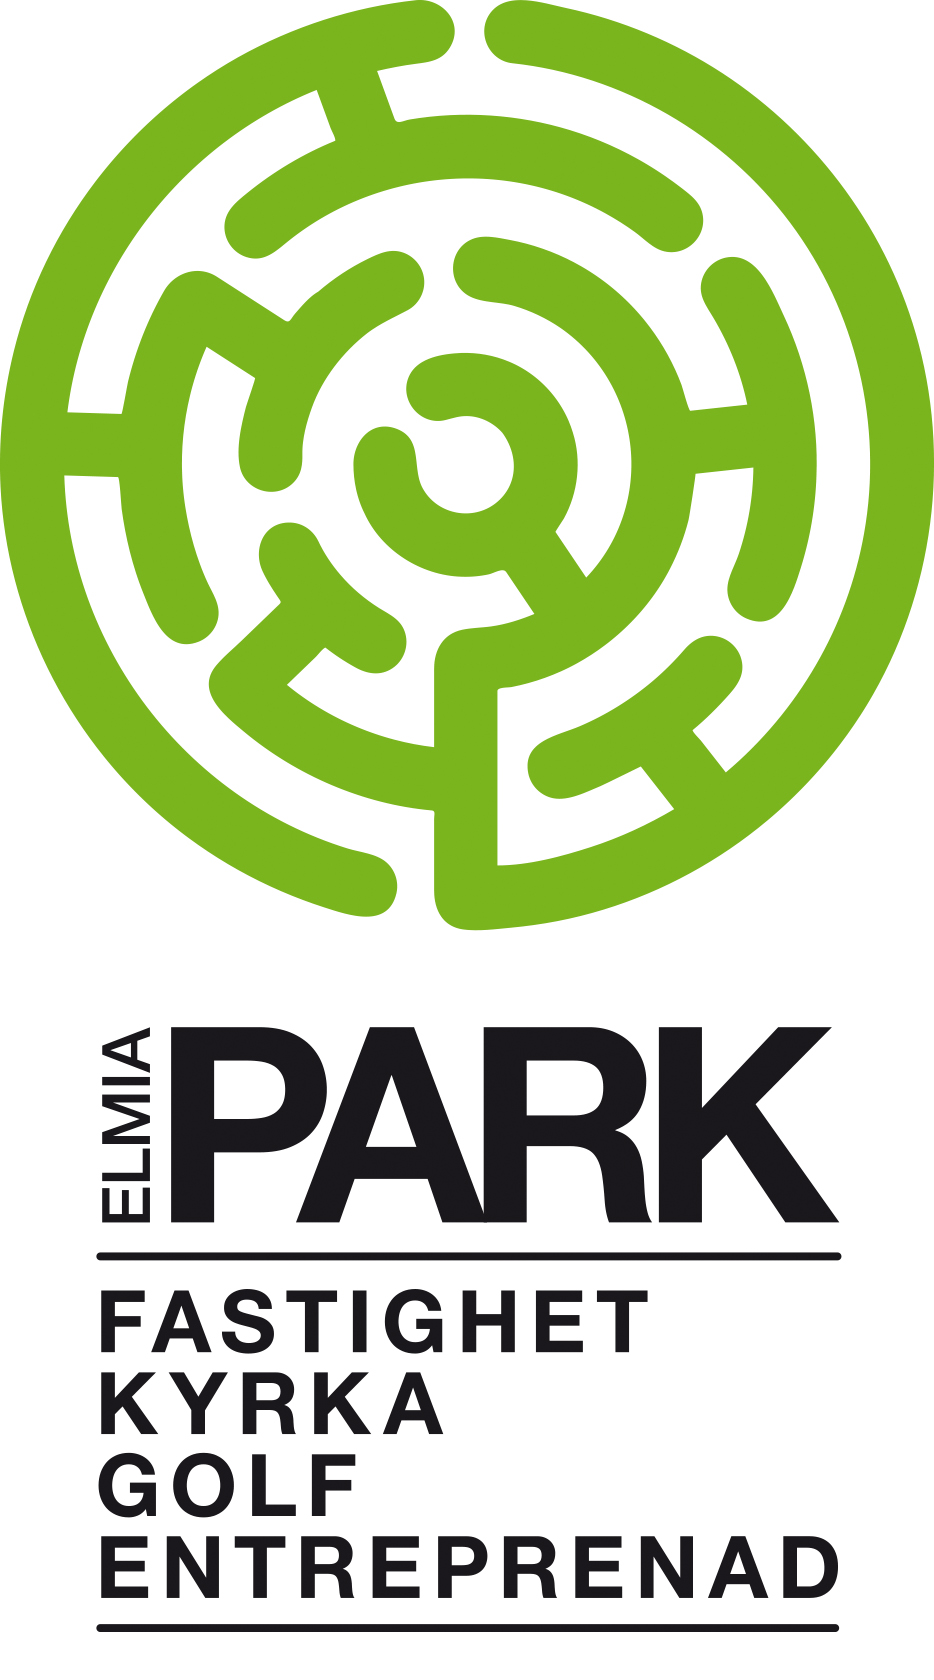 ELMIA
PARK
FASTIGHET
KYRKA
GOLF
ENTREPRENAD